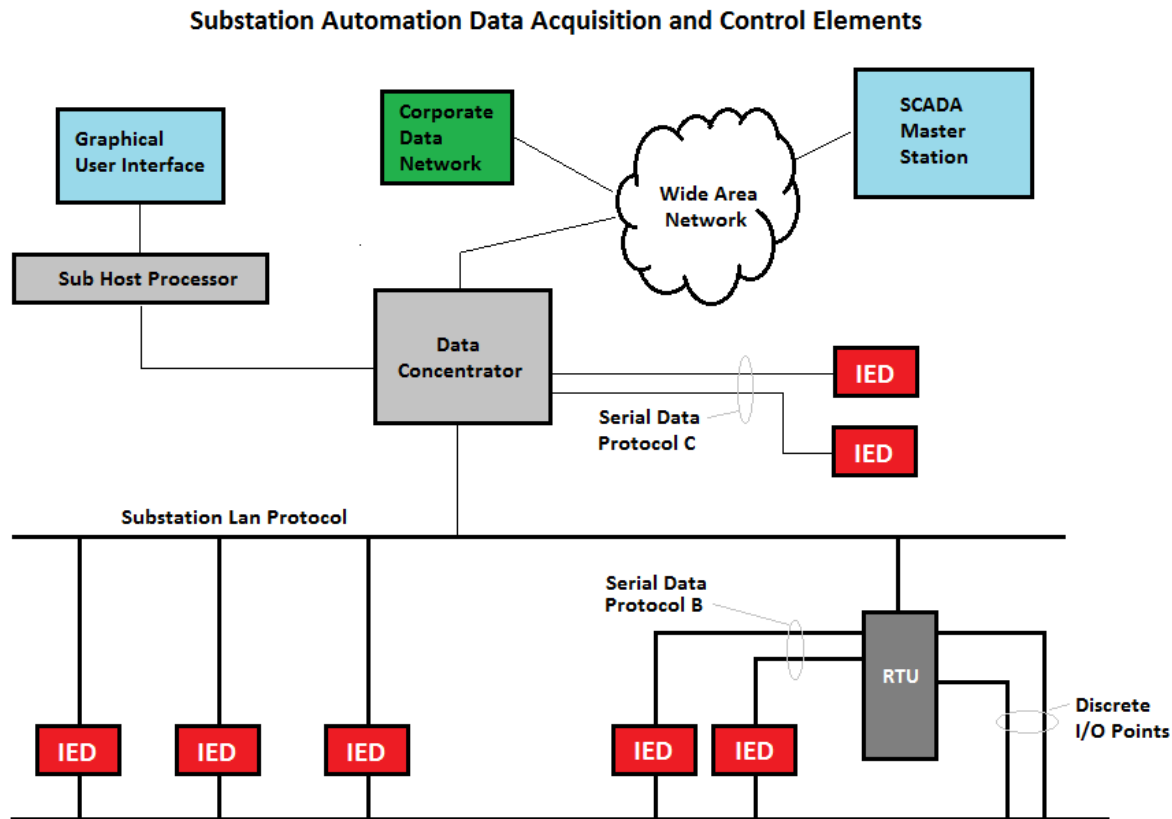 Substation Automation Data Acquisition and Control Elements
Graphical
User Interface
Corporate
Data
Network
Wide Area
Network
SCADA
Master
Station
Sub Host Processor
Data
Concentrator
IED
Serial Data
Protocol C
IED
Substation Lan Protocol
Serial Data
Protocol B
RTU
Discrete
I/O Points
IED
IED
IED
IED
IED